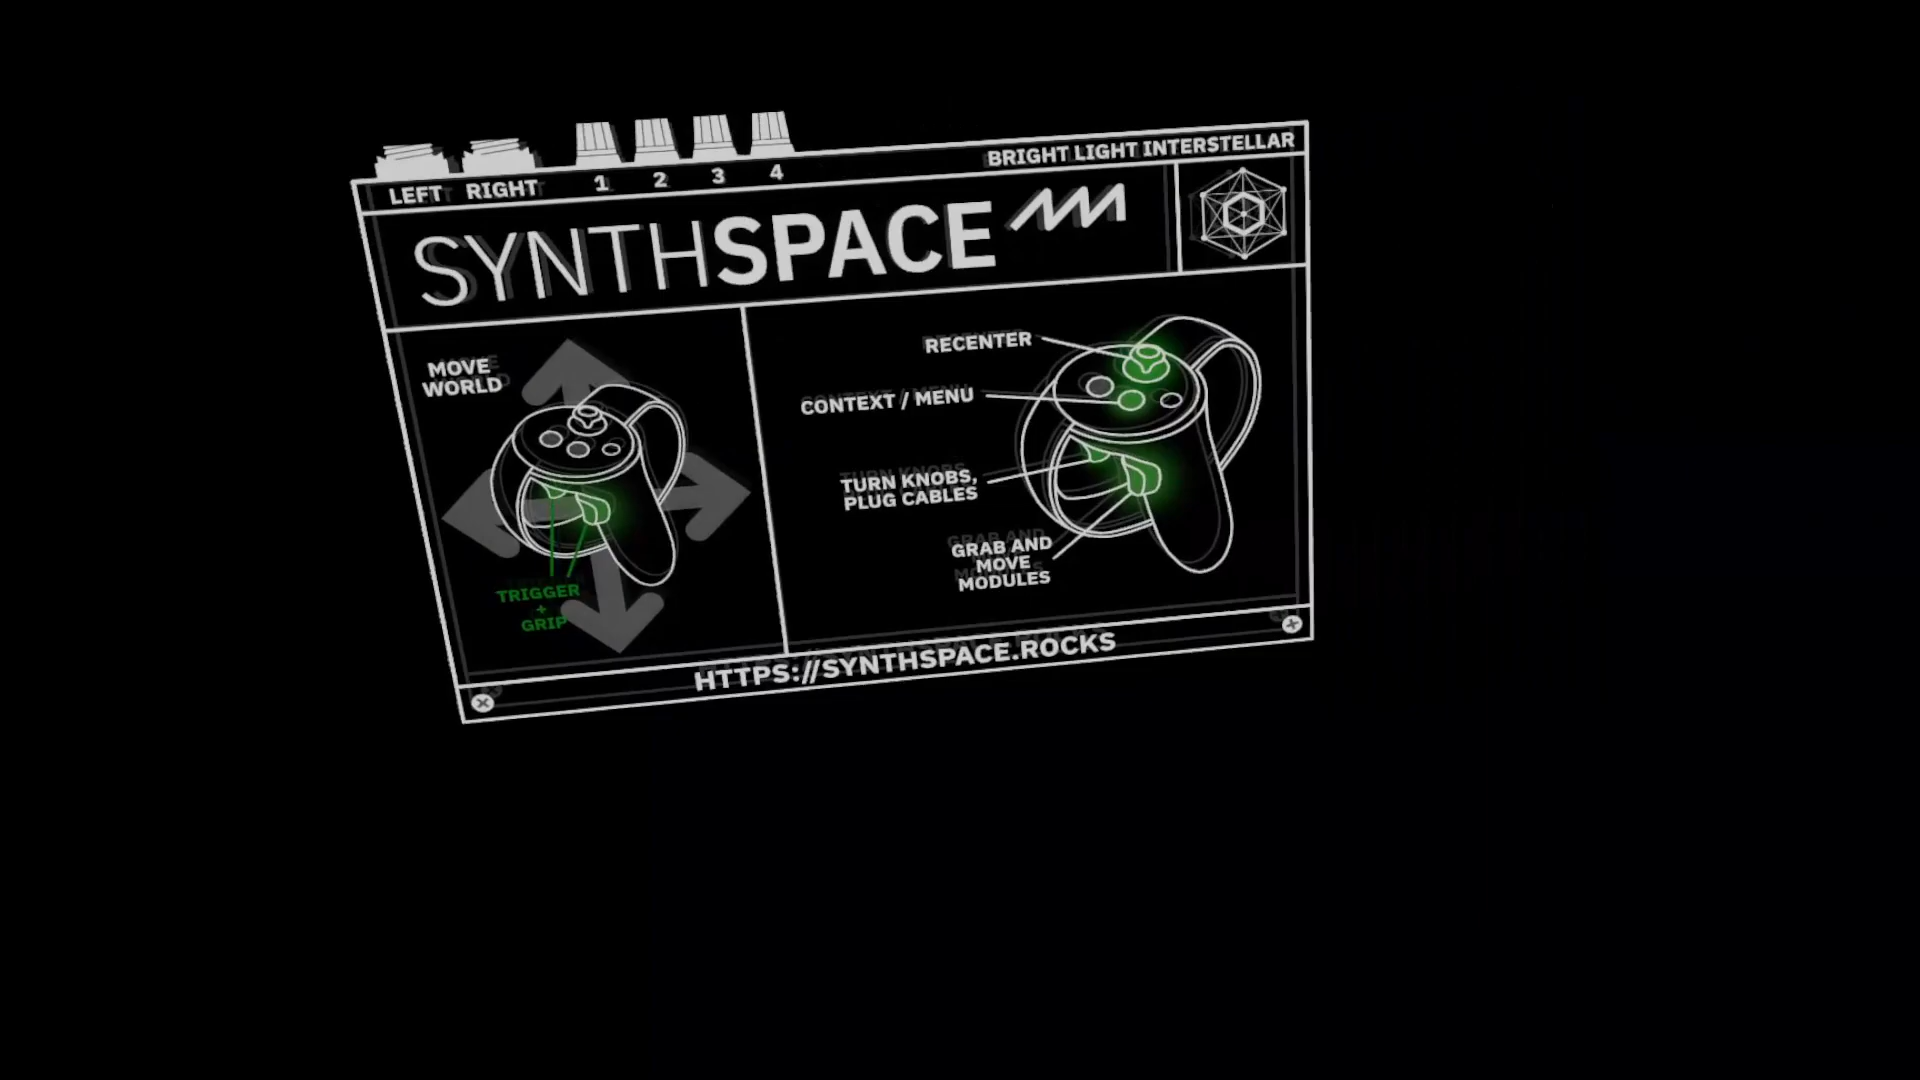 BRIGHT LIGHT INTERSTELLAR
LEFT RIGHT 1 2 3 4
SYNTHSPACE
MOVE
WORLD
TRIGGER
+
GRIP
RECENTER
CONTEXT / MENU
TURN KNOBS,
PLUG CABLES
GRAB AND
MOVE
MODULES
HTTPS://SYNTHSPACE.ROCKS